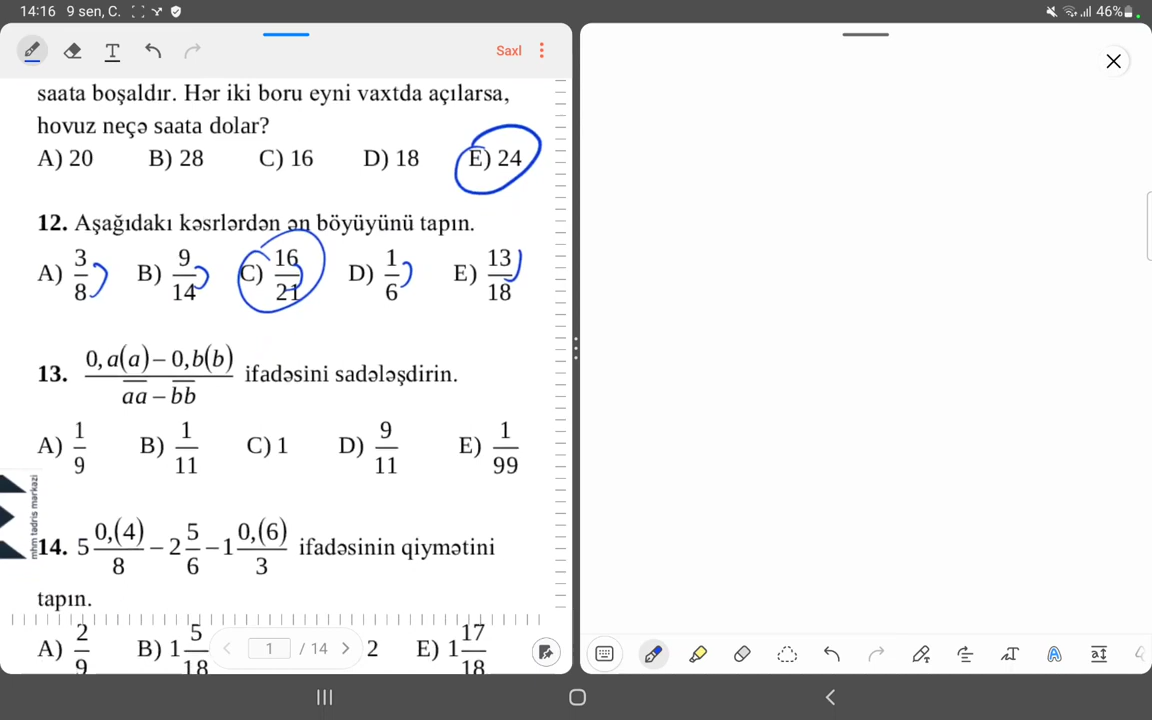 14:16 9 sen, C. 46%
T Saxl
saata boşaldır. Hər iki boru eyni vaxtda açılarsa,
hovuz neçə saata dolar?
A) 20 B) 28 C) 16 D) 18 E) 24
12. Aşağıdakı kəsrlərdən ən böyüyünü tapın.
A) 3/8 B) 9/14 C) 16/21 D) 1/6 E) 13/18
13. (0,a(a) – 0,b(b))/(a̅a̅ – b̅b̅) ifadəsini sadələşdirin.
A) 1/9 B) 1/11 C) 1 D) 9/11 E) 1/99
mhm tədris mərkəzi
14. 5 0,(4)/8 – 2 5/6 – 1 0,(6)/3 ifadəsinin qiymətini
tapın.
A) 2/9 B) 1 5/18 2 E) 1 17/18
1 / 14